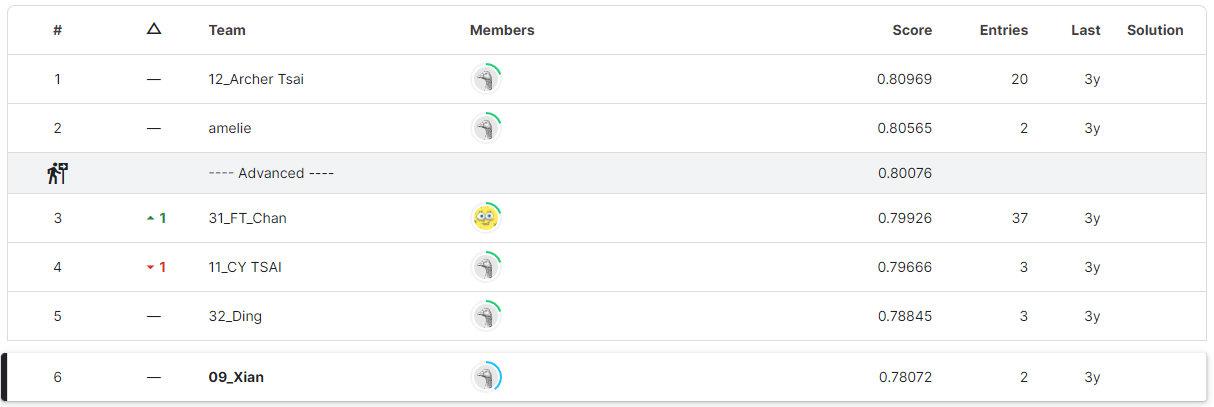 # △ Team Members Score Entries Last Solution
1 — 12_Archer Tsai 0.80969 20 3y
2 — amelie 0.80565 2 3y
---- Advanced ---- 0.80076
3 1 31_FT_Chan 0.79926 37 3y
4 1 11_CY TSAI 0.79666 3 3y
5 — 32_Ding 0.78845 3 3y
6 — 09_Xian 0.78072 2 3y